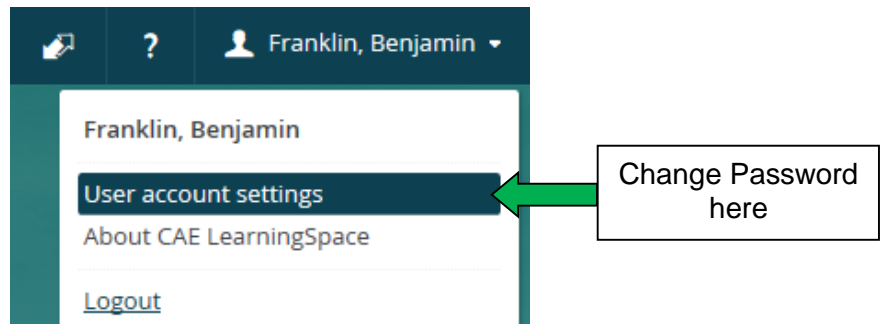 ? Franklin, Benjamin
Franklin, Benjamin
User account settings
About CAE LearningSpace
Logout
Change Password
here